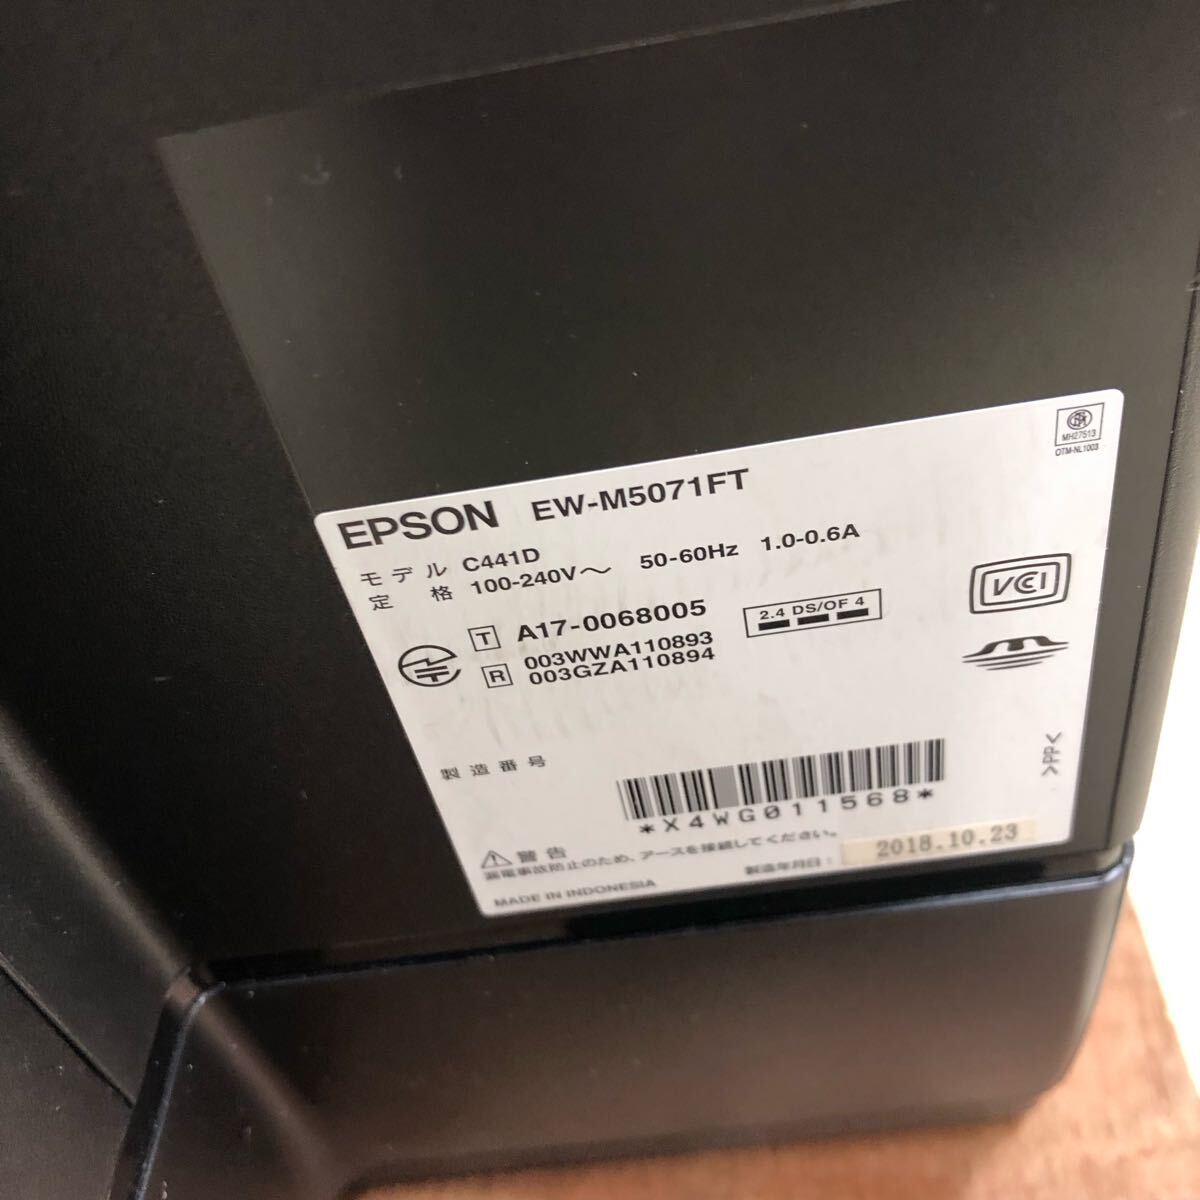 MH27513
OTM-NL1003
EPSON EW-M5071FT
モデル C441D
定格 100-240V～ 50-60Hz 1.0-0.6A
T A17-0068005
R 003WWA110893
003GZA110894
2.4 DS/OF 4
VCCI
製造番号
*X4WG011568*
>PP<
⚠警告
漏電事故防止のため、アースを接続してください。
MADE IN INDONESIA
製造年月日： 2018.10.23